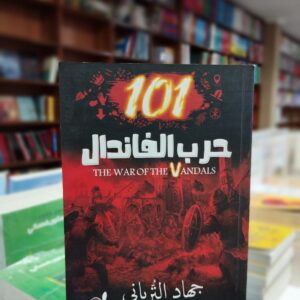 101
حرب الفاندال
THE WAR OF THE VANDALS
جهاد الترباني